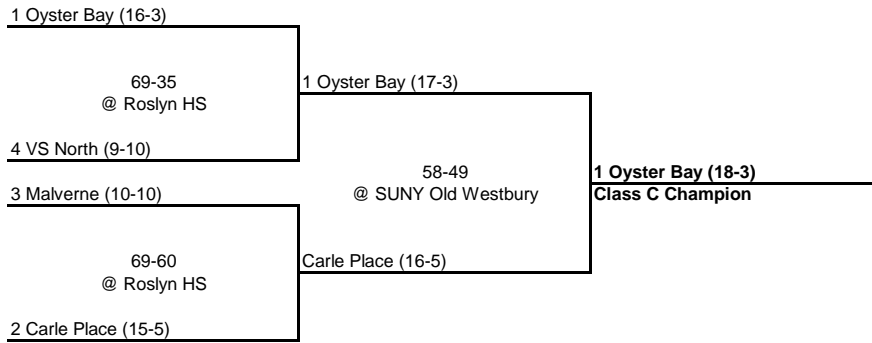 1 Oyster Bay (16-3)
69-35
@ Roslyn HS
1 Oyster Bay (17-3)
4 VS North (9-10)
58-49
@ SUNY Old Westbury
1 Oyster Bay (18-3)
Class C Champion
3 Malverne (10-10)
69-60
@ Roslyn HS
Carle Place (16-5)
2 Carle Place (15-5)